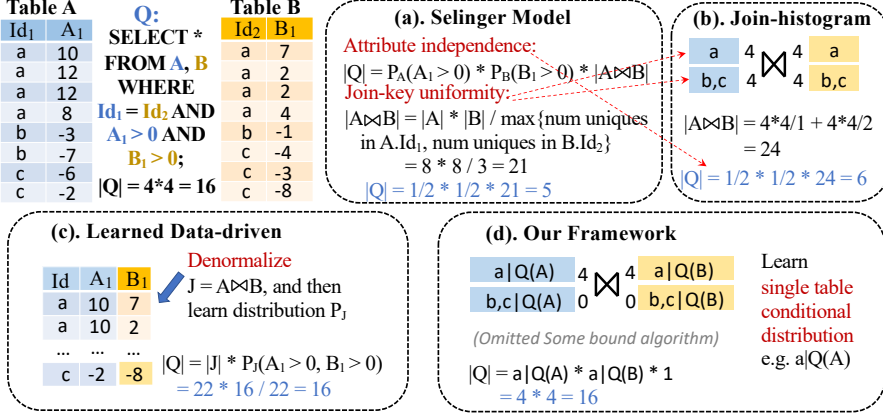 Table A
Id₁ A₁
a 10
a 12
a 12
a 8
b -3
b -7
c -6
c -2
Q:
SELECT *
FROM A, B
WHERE
Id₁ = Id₂ AND
A₁ > 0 AND
B₁ > 0;
|Q| = 4*4 = 16
Table B
Id₂ B₁
a 7
a 2
a 2
a 4
b -1
c -4
c -3
c -8
(a). Selinger Model
Attribute independence:
|Q| = P_A(A₁ > 0) * P_B(B₁ > 0) * |A⋈B|
Join-key uniformity:
|A⋈B| = |A| * |B| / max{num uniques
in A.Id₁, num uniques in B.Id₂}
= 8 * 8 / 3 = 21
|Q| = 1/2 * 1/2 * 21 = 5
(b). Join-histogram
a 4 ⋈ 4 a
b,c 4 4 b,c
|A⋈B| = 4*4/1 + 4*4/2
= 24
|Q| = 1/2 * 1/2 * 24 = 6
(c). Learned Data-driven
Id A₁ B₁
a 10 7
a 10 2
... ... ...
c -2 -8
Denormalize
J = A⋈B, and then
learn distribution P_J
|Q| = |J| * P_J(A₁ > 0, B₁ > 0)
= 22 * 16 / 22 = 16
(d). Our Framework
a|Q(A) 4 ⋈ 4 a|Q(B)
b,c|Q(A) 0 0 b,c|Q(B)
(Omitted Some bound algorithm)
|Q| = a|Q(A) * a|Q(B) * 1
= 4 * 4 = 16
Learn
single table
conditional
distribution
e.g. a|Q(A)